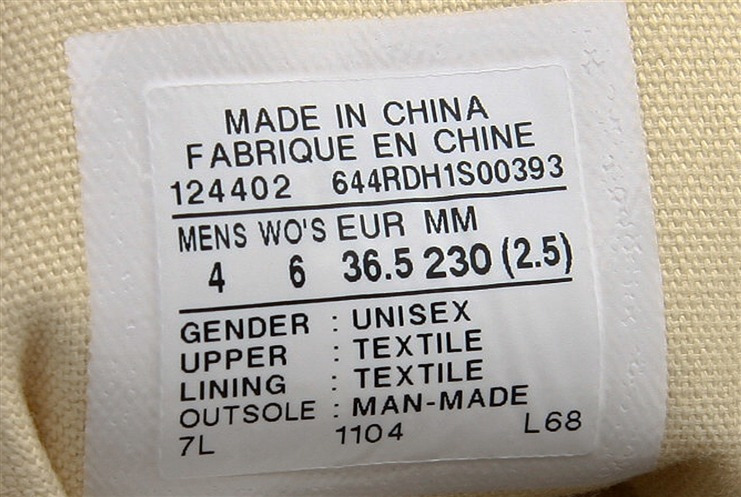 MADE IN CHINA
FABRIQUE EN CHINE
124402 644RDH1S00393
MENS WO'S EUR MM
4 6 36.5 230 (2.5)
GENDER : UNISEX
UPPER : TEXTILE
LINING : TEXTILE
OUTSOLE : MAN-MADE
7L 1104 L68